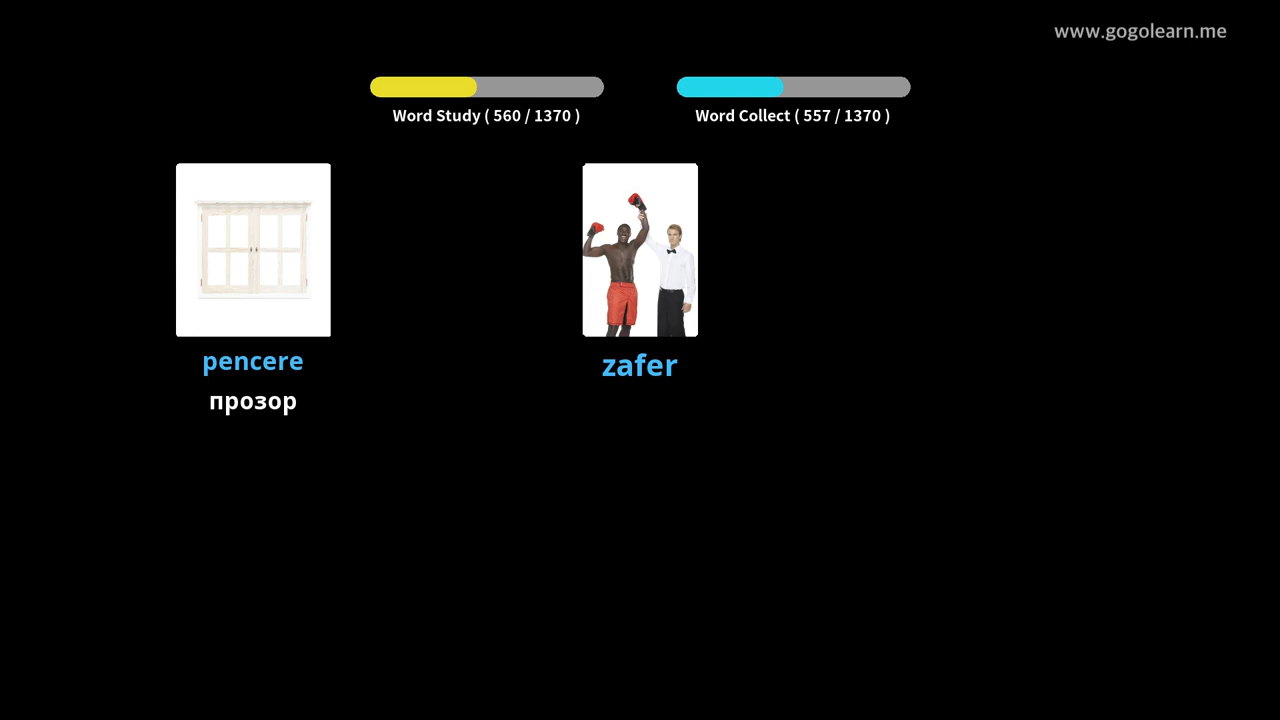 www.gogolearn.me
Word Study ( 560 / 1370 )
Word Collect ( 557 / 1370 )
pencere
прозор
zafer